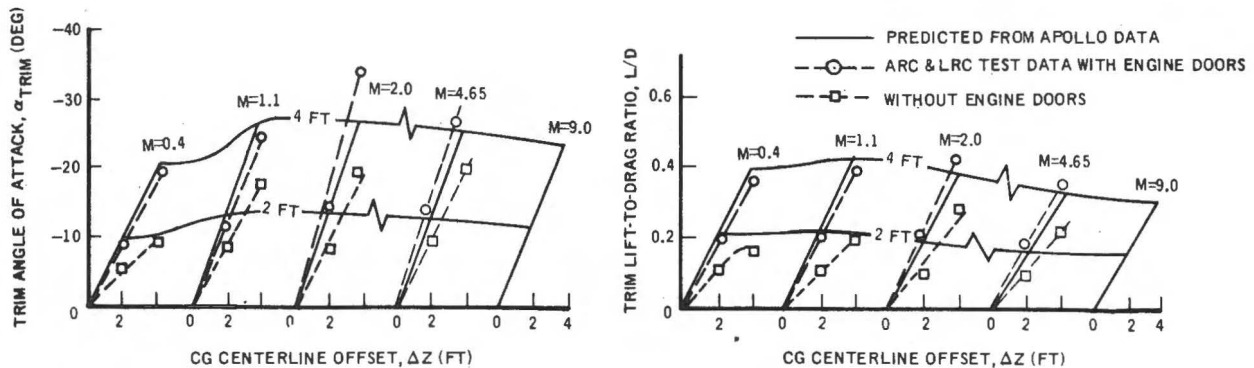 TRIM ANGLE OF ATTACK, αTRIM (DEG)
-40
-30
-20
-10
0
M=0.4
M=1.1
M=2.0
M=4.65
M=9.0
4 FT
2 FT
2 0 2 0 2 0 2 0 2 4
CG CENTERLINE OFFSET, ΔZ (FT)
PREDICTED FROM APOLLO DATA
ARC & LRC TEST DATA WITH ENGINE DOORS
WITHOUT ENGINE DOORS
TRIM LIFT-TO-DRAG RATIO, L/D
0.6
0.4
0.2
0
M=0.4
M=1.1
M=2.0
M=4.65
M=9.0
4 FT
2 FT
2 0 2 0 2 0 2 0 2 4
CG CENTERLINE OFFSET, ΔZ (FT)